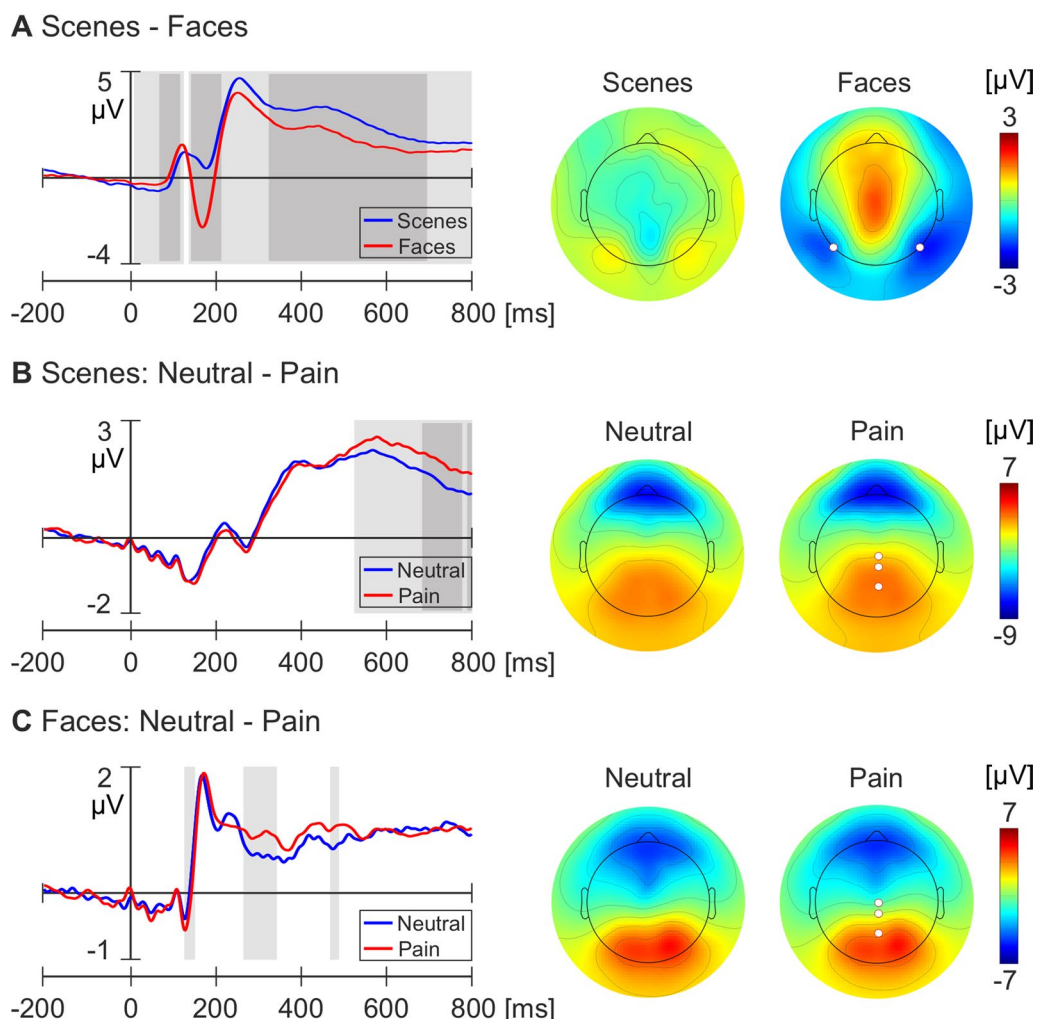 A Scenes - Faces
5
µV
-4
Scenes
Faces
-200 0 200 400 600 800 [ms]
Scenes Faces [µV]
3
-3
B Scenes: Neutral - Pain
3
µV
-2
Neutral
Pain
-200 0 200 400 600 800 [ms]
Neutral Pain [µV]
7
-9
C Faces: Neutral - Pain
2
µV
-1
Neutral
Pain
-200 0 200 400 600 800 [ms]
Neutral Pain [µV]
7
-7